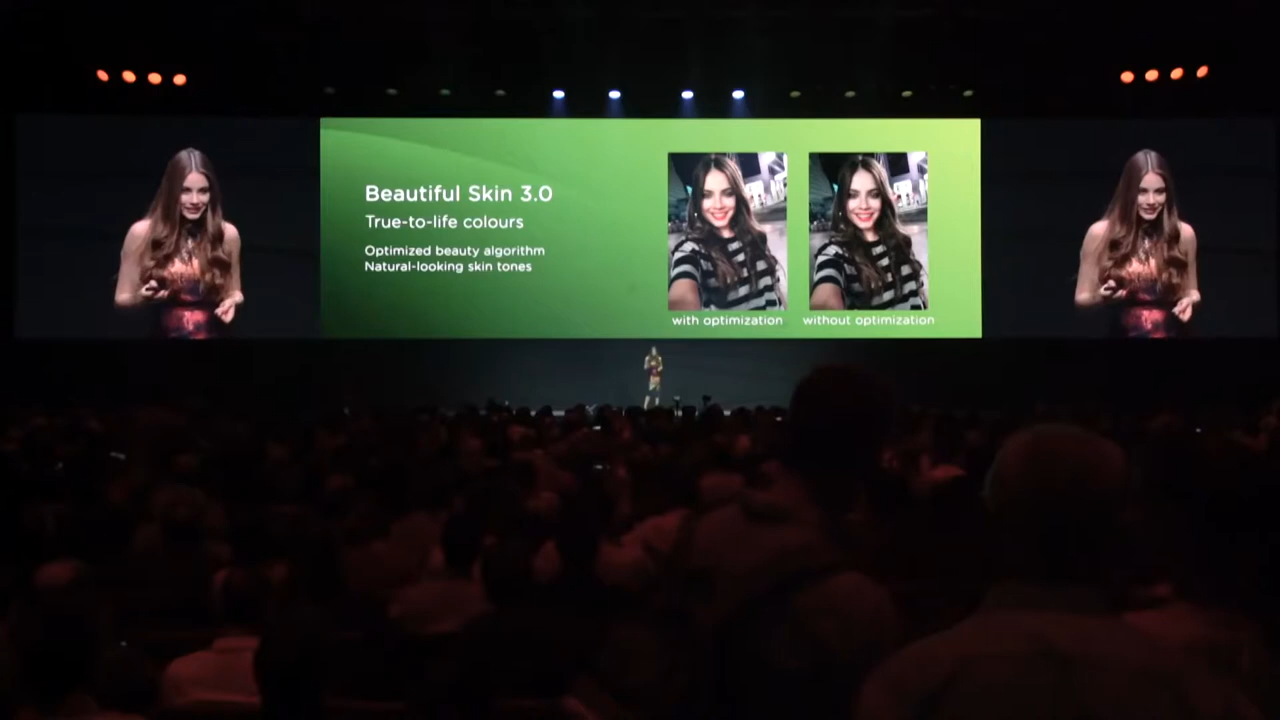 Beautiful Skin 3.0
True-to-life colours
Optimized beauty algorithm
Natural-looking skin tones
with optimization
without optimization